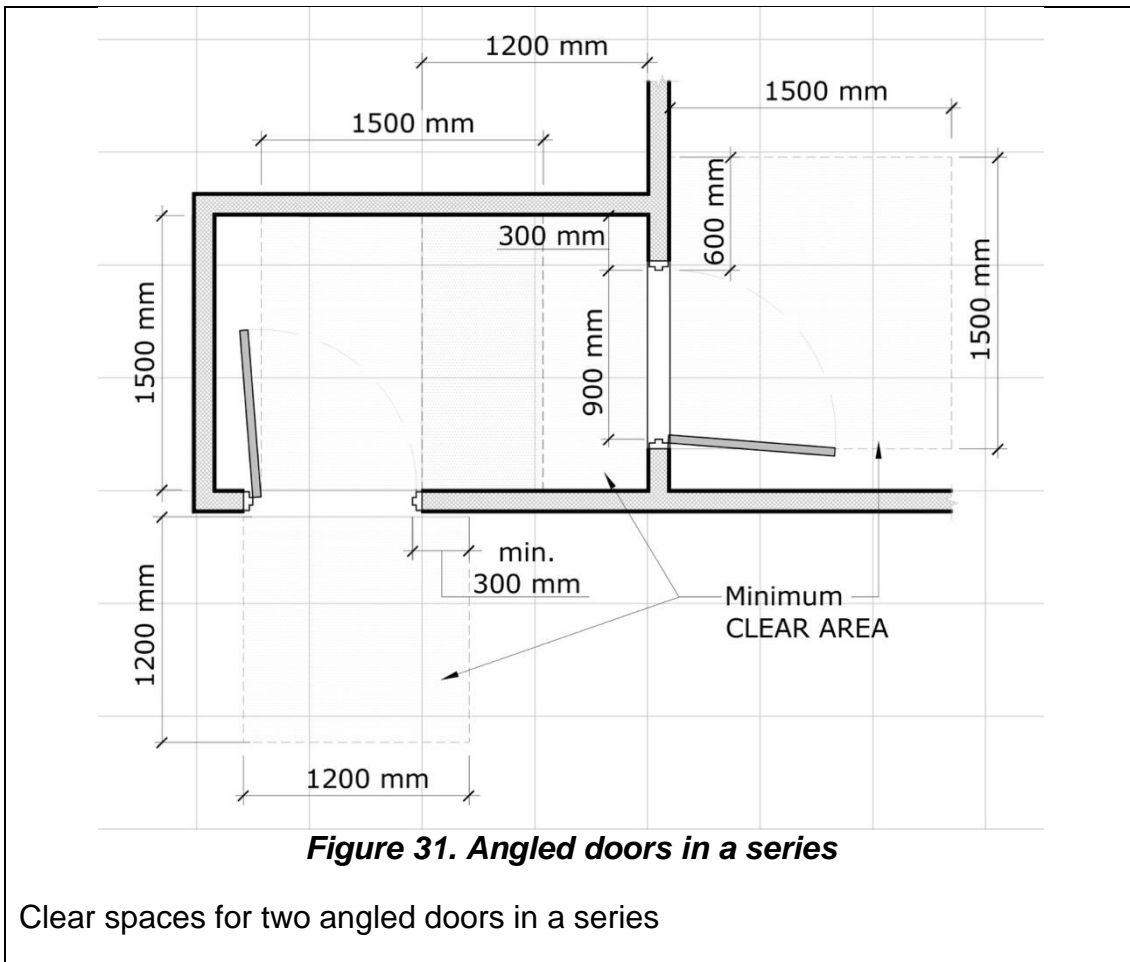 1200 mm
1500 mm
1500 mm
300 mm
600 mm
1500 mm
900 mm
1500 mm
min.
300 mm
Minimum
CLEAR AREA
1200 mm
1200 mm
Figure 31. Angled doors in a series
Clear spaces for two angled doors in a series